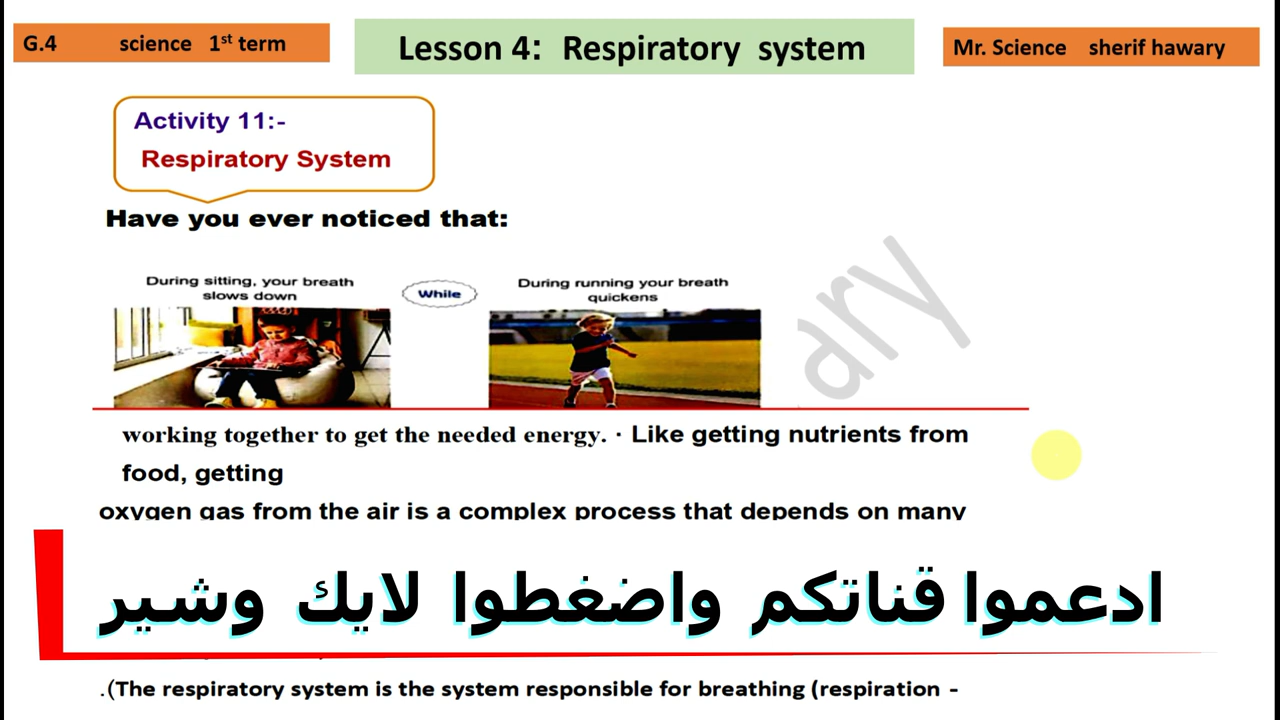 G.4 science 1st term
Lesson 4: Respiratory system
Mr. Science sherif hawary
Activity 11:-
Respiratory System
Have you ever noticed that:
During sitting, your breath
slows down
While
During running your breath
quickens
ary
working together to get the needed energy. · Like getting nutrients from
food, getting
oxygen gas from the air is a complex process that depends on many
ادعموا قناتكم واضغطوا لايك وشير
.(The respiratory system is the system responsible for breathing (respiration -